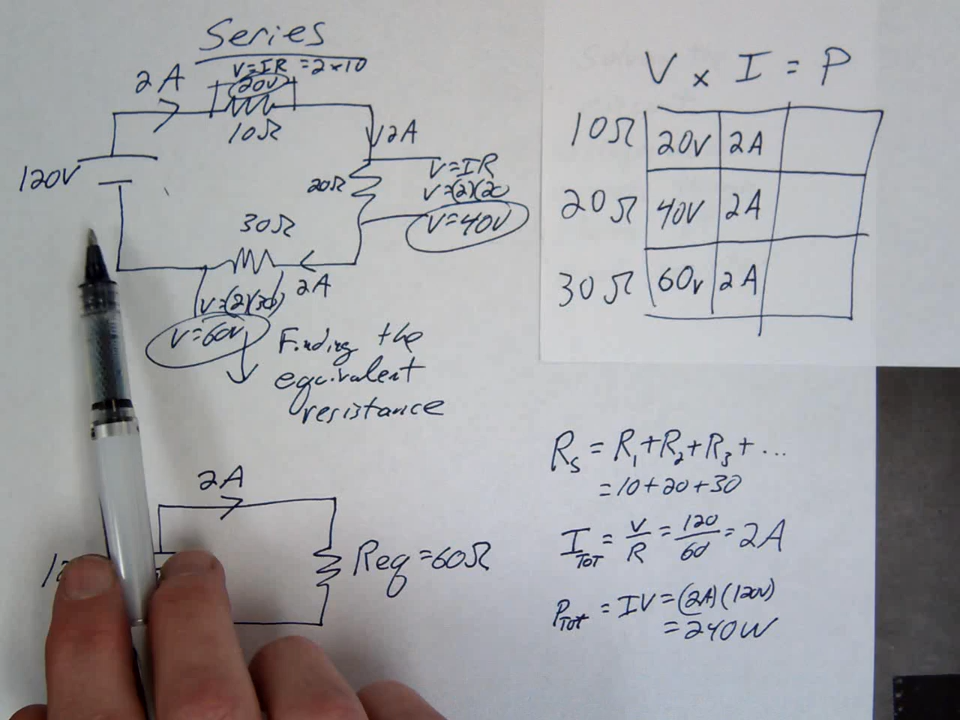 Series
V=IR = 2×10
2A
20V
10Ω
2A
120V
20Ω
V=IR
V=(2)(20
V=40V
30Ω
2A
V=(2)(30)
V=60V
Finding the
equivalent
resistance
2A
Req=60Ω
V × I = P
10Ω 20V 2A
20Ω 40V 2A
30Ω 60V 2A
Rs = R1+R2+R3+...
=10+20+30
ITOT = V/R = 120/60 = 2A
PTOT = IV = (2A)(120V)
= 240W